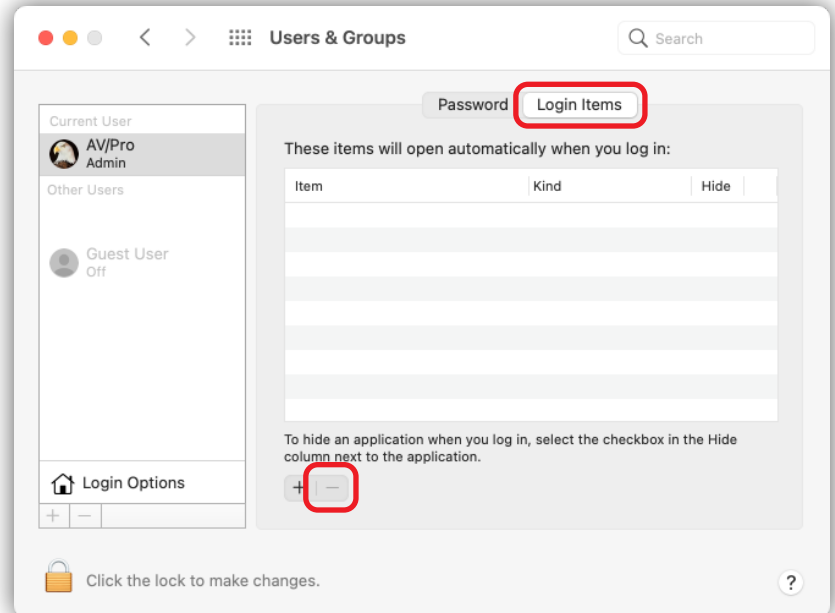 Users & Groups
Search
Password
Login Items
Current User
AV/Pro
Admin
Other Users
Guest User
Off
Login Options
These items will open automatically when you log in:
Item Kind Hide
To hide an application when you log in, select the checkbox in the Hide
column next to the application.
Click the lock to make changes.
?